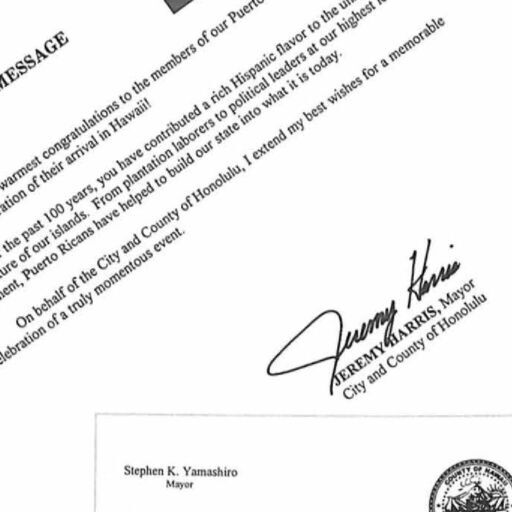 MESSAGE
warmest congratulations to the members of our Puerto
ation of their arrival in Hawaii!
the past 100 years, you have contributed a rich Hispanic flavor to the
ure of our islands. From plantation laborers to political leaders at our highest
ent, Puerto Ricans have helped to build our state into what it is today.
On behalf of the City and County of Honolulu, I extend my best wishes for a memorable
elebration of a truly momentous event.
Jeremy Harris
JEREMY HARRIS, Mayor
City and County of Honolulu
Stephen K. Yamashiro
Mayor
COUNTY OF HAWAII